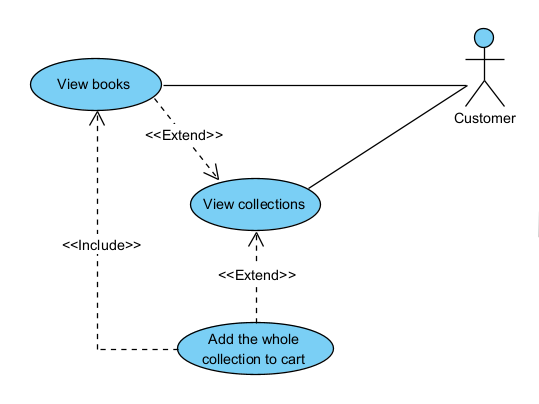 View books
Customer
<<Extend>>
View collections
<<Include>>
<<Extend>>
Add the whole
collection to cart